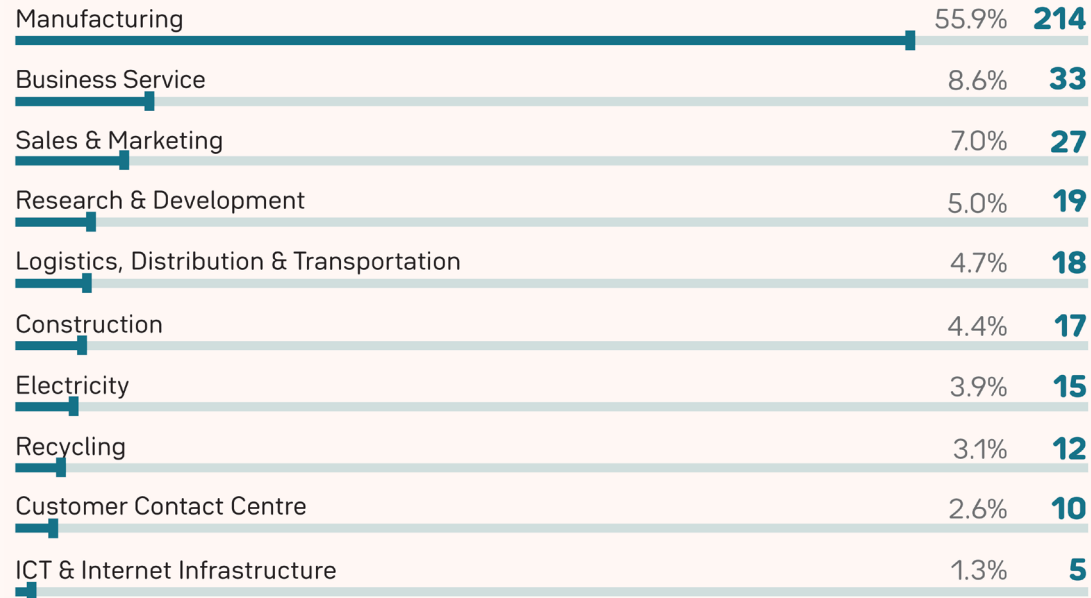 Manufacturing 55.9% 214
Business Service 8.6% 33
Sales & Marketing 7.0% 27
Research & Development 5.0% 19
Logistics, Distribution & Transportation 4.7% 18
Construction 4.4% 17
Electricity 3.9% 15
Recycling 3.1% 12
Customer Contact Centre 2.6% 10
ICT & Internet Infrastructure 1.3% 5